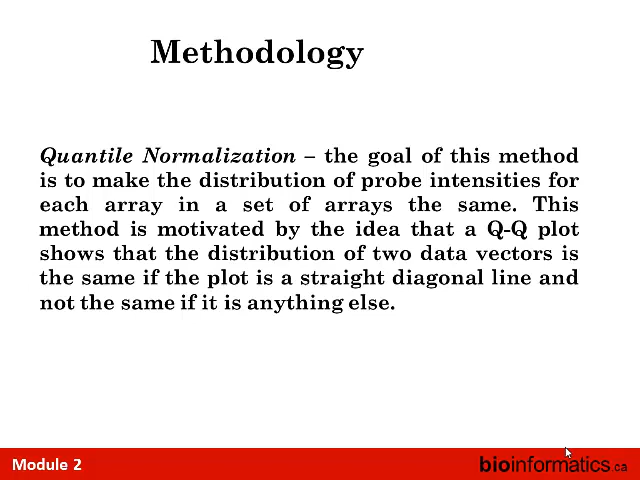 Methodology
Quantile Normalization – the goal of this method
is to make the distribution of probe intensities for
each array in a set of arrays the same. This
method is motivated by the idea that a Q-Q plot
shows that the distribution of two data vectors is
the same if the plot is a straight diagonal line and
not the same if it is anything else.
Module 2
bioinformatics.ca